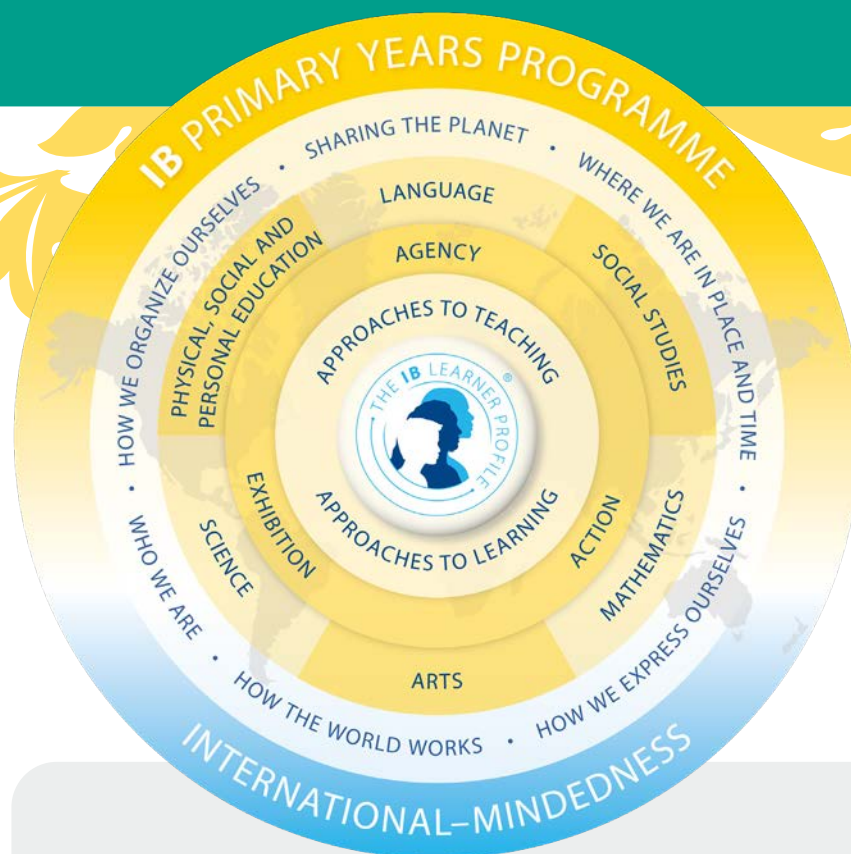 IB PRIMARY YEARS PROGRAMME
SHARING THE PLANET • WHERE WE ARE IN PLACE AND TIME • HOW WE EXPRESS OURSELVES • HOW THE WORLD WORKS • WHO WE ARE • HOW WE ORGANIZE OURSELVES •
LANGUAGE
SOCIAL STUDIES
MATHEMATICS
ARTS
SCIENCE
PHYSICAL, SOCIAL AND
PERSONAL EDUCATION
AGENCY
ACTION
EXHIBITION
APPROACHES TO TEACHING
THE IB LEARNER PROFILE ®
APPROACHES TO LEARNING
INTERNATIONAL–MINDEDNESS